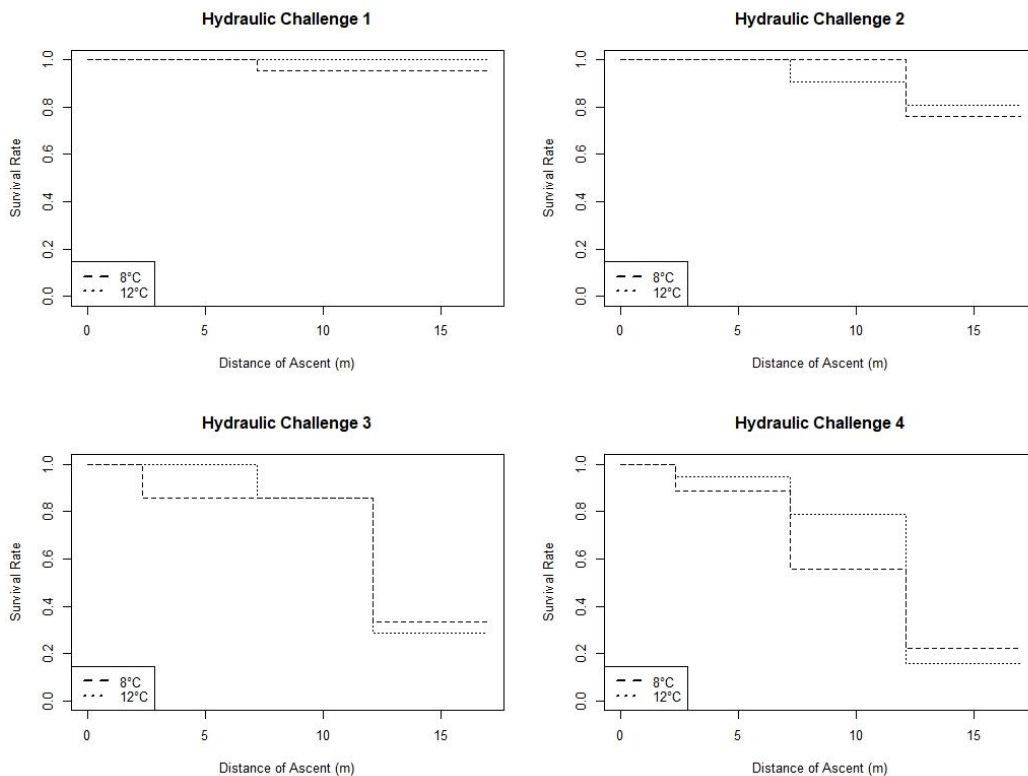 Hydraulic Challenge 1
Survival Rate
1.0
0.8
0.6
0.4
0.2
0.0
8°C
12°C
0 5 10 15
Distance of Ascent (m)
Hydraulic Challenge 2
Survival Rate
1.0
0.8
0.6
0.4
0.2
0.0
8°C
12°C
0 5 10 15
Distance of Ascent (m)
Hydraulic Challenge 3
Survival Rate
1.0
0.8
0.6
0.4
0.2
0.0
8°C
12°C
0 5 10 15
Distance of Ascent (m)
Hydraulic Challenge 4
Survival Rate
1.0
0.8
0.6
0.4
0.2
0.0
8°C
12°C
0 5 10 15
Distance of Ascent (m)